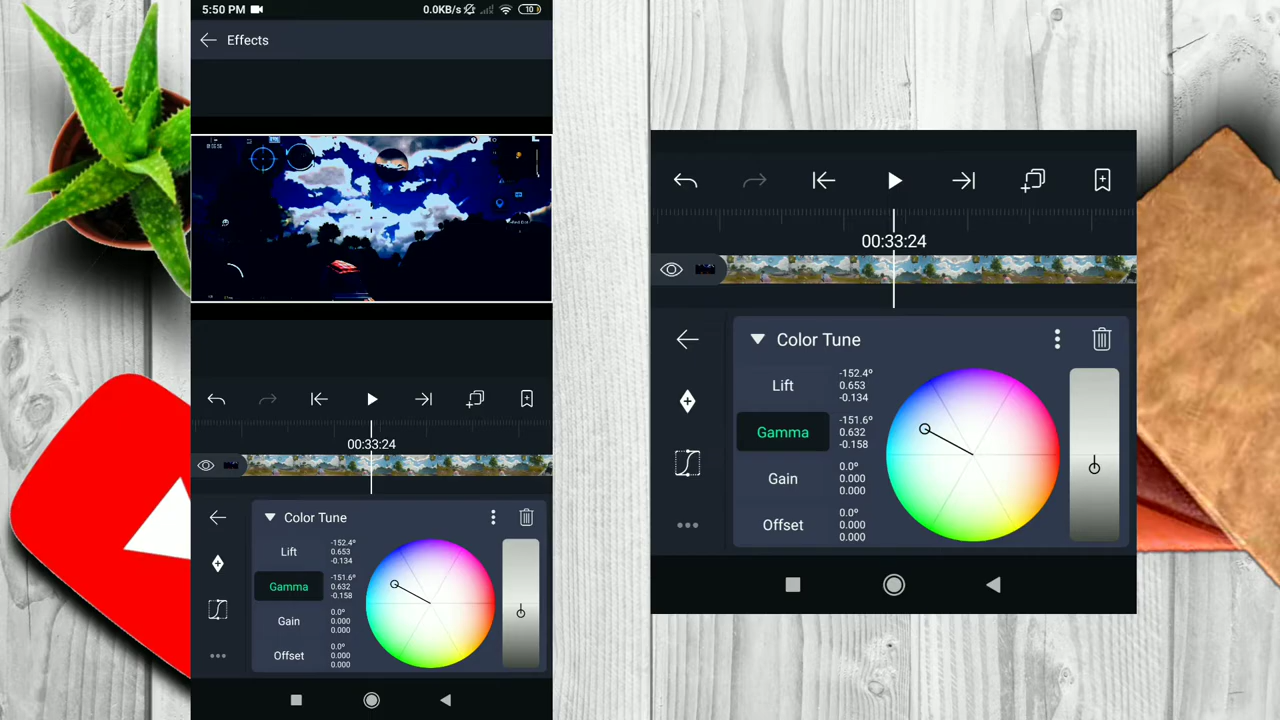 5:50 PM
0.0KB/s
10
Effects
00:33:24
Color Tune
Lift
-152.4°
0.653
-0.134
Gamma
-151.6°
0.632
-0.158
Gain
0.0°
0.000
0.000
Offset
0.0°
0.000
0.000
00:33:24
Color Tune
Lift
-152.4°
0.653
-0.134
Gamma
-151.6°
0.632
-0.158
Gain
0.0°
0.000
0.000
Offset
0.0°
0.000
0.000